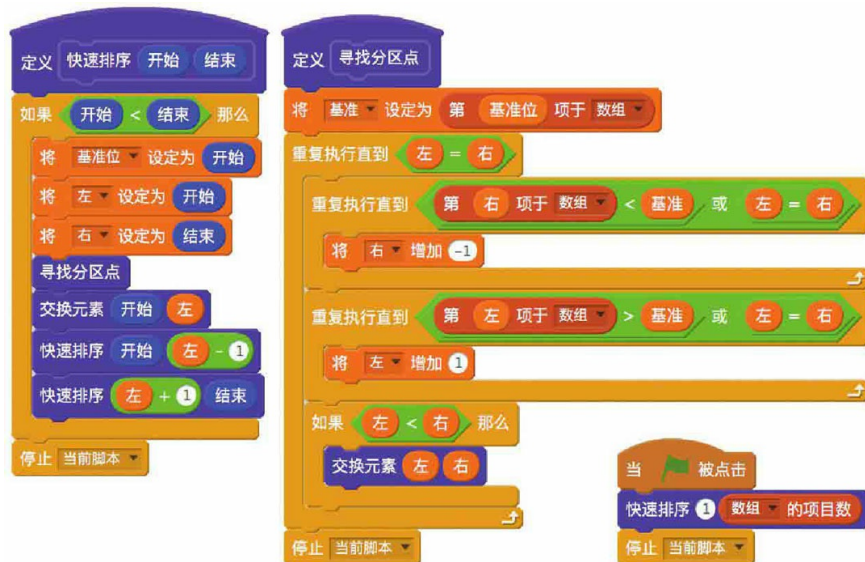 定义 快速排序 开始 结束
如果 开始 < 结束 那么
将 基准位 设定为 开始
将 左 设定为 开始
将 右 设定为 结束
寻找分区点
交换元素 开始 左
快速排序 开始 左 - 1
快速排序 左 + 1 结束
停止 当前脚本
定义 寻找分区点
将 基准 设定为 第 基准位 项于 数组
重复执行直到 左 = 右
重复执行直到 第 右 项于 数组 < 基准 或 左 = 右
将 右 增加 -1
重复执行直到 第 左 项于 数组 > 基准 或 左 = 右
将 左 增加 1
如果 左 < 右 那么
交换元素 左 右
停止 当前脚本
当 被点击
快速排序 1 数组 的项目数
停止 当前脚本